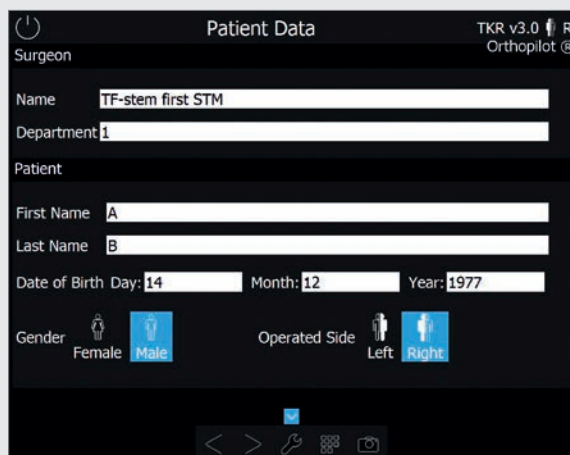 Patient Data
TKR v3.0 R
Orthopilot ®
Surgeon
Name TF-stem first STM
Department 1
Patient
First Name A
Last Name B
Date of Birth Day: 14 Month: 12 Year: 1977
Gender Female Male Operated Side Left Right